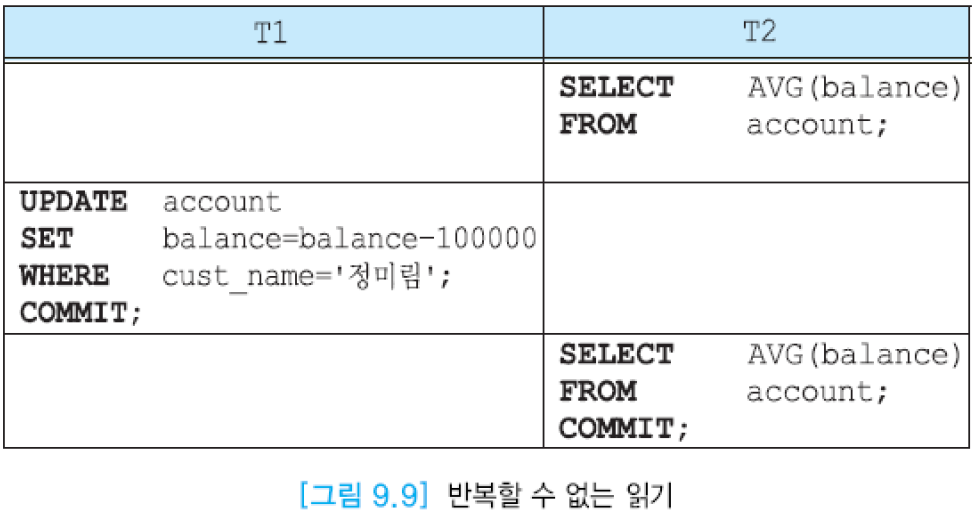 T1 T2
SELECT AVG(balance)
FROM account;
UPDATE account
SET balance=balance-100000
WHERE cust_name='정미림';
COMMIT;
SELECT AVG(balance)
FROM account;
COMMIT;
[그림 9.9] 반복할 수 없는 읽기